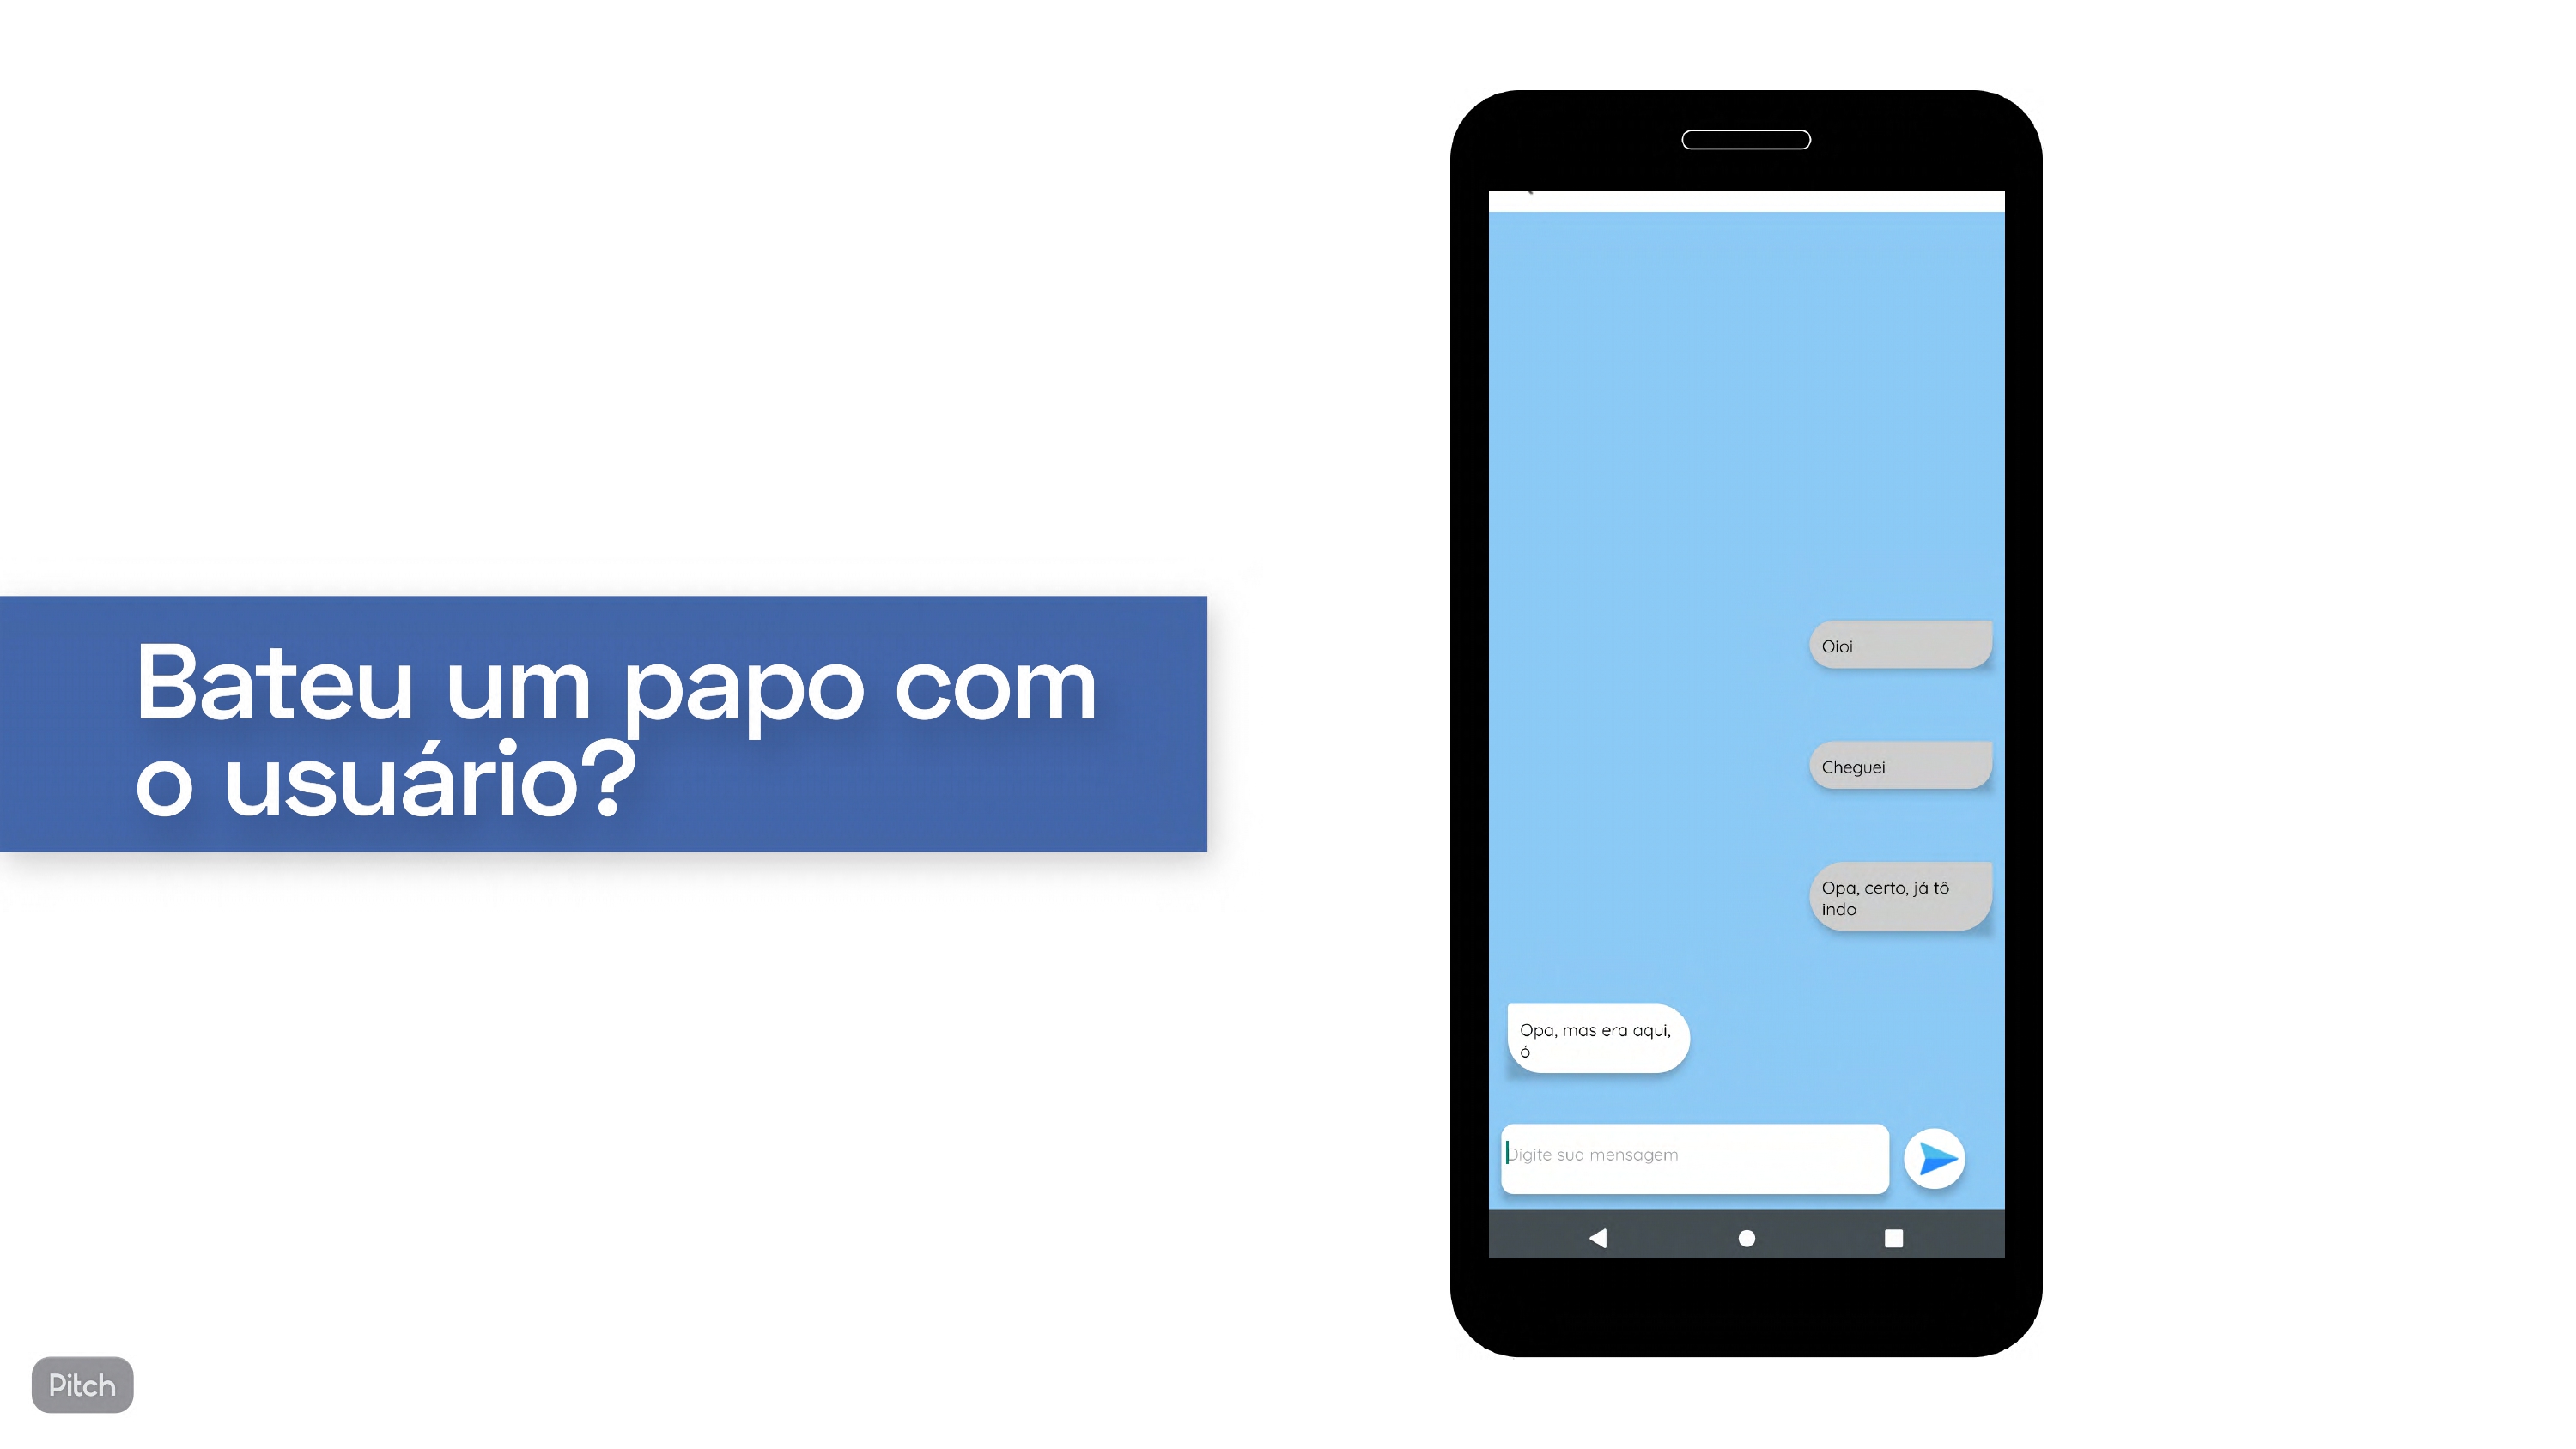 Bateu um papo com
o usuário?
Oioi
Cheguei
Opa, certo, já tô
indo
Opa, mas era aqui,
ó
Digite sua mensagem
Pitch